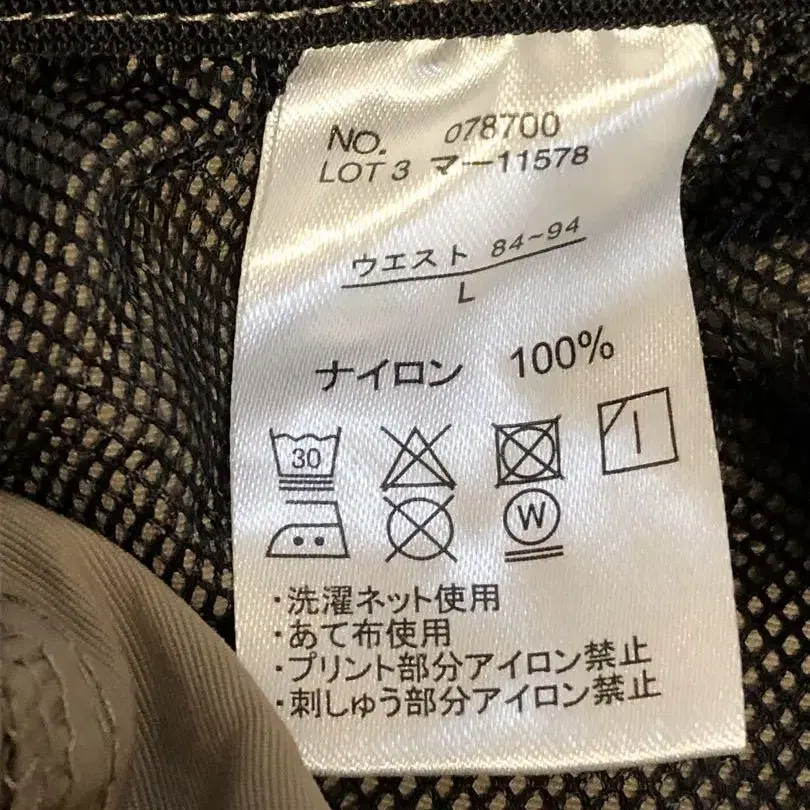 NO. 078700
LOT 3 マー11578
ウエスト 84~94
L
ナイロン 100%
30
W
・洗濯ネット使用
・あて布使用
・プリント部分アイロン禁止
・刺しゅう部分アイロン禁止